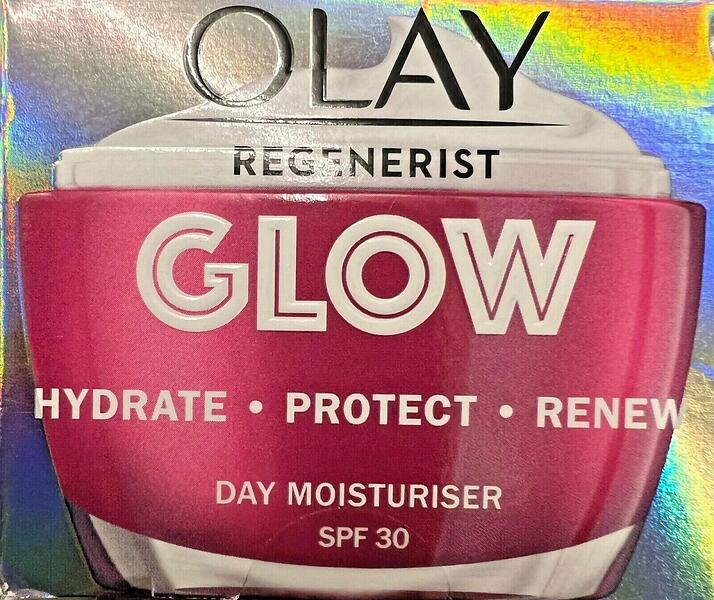 OLAY
REGENERIST
GLOW
HYDRATE • PROTECT • RENEW
DAY MOISTURISER
SPF 30